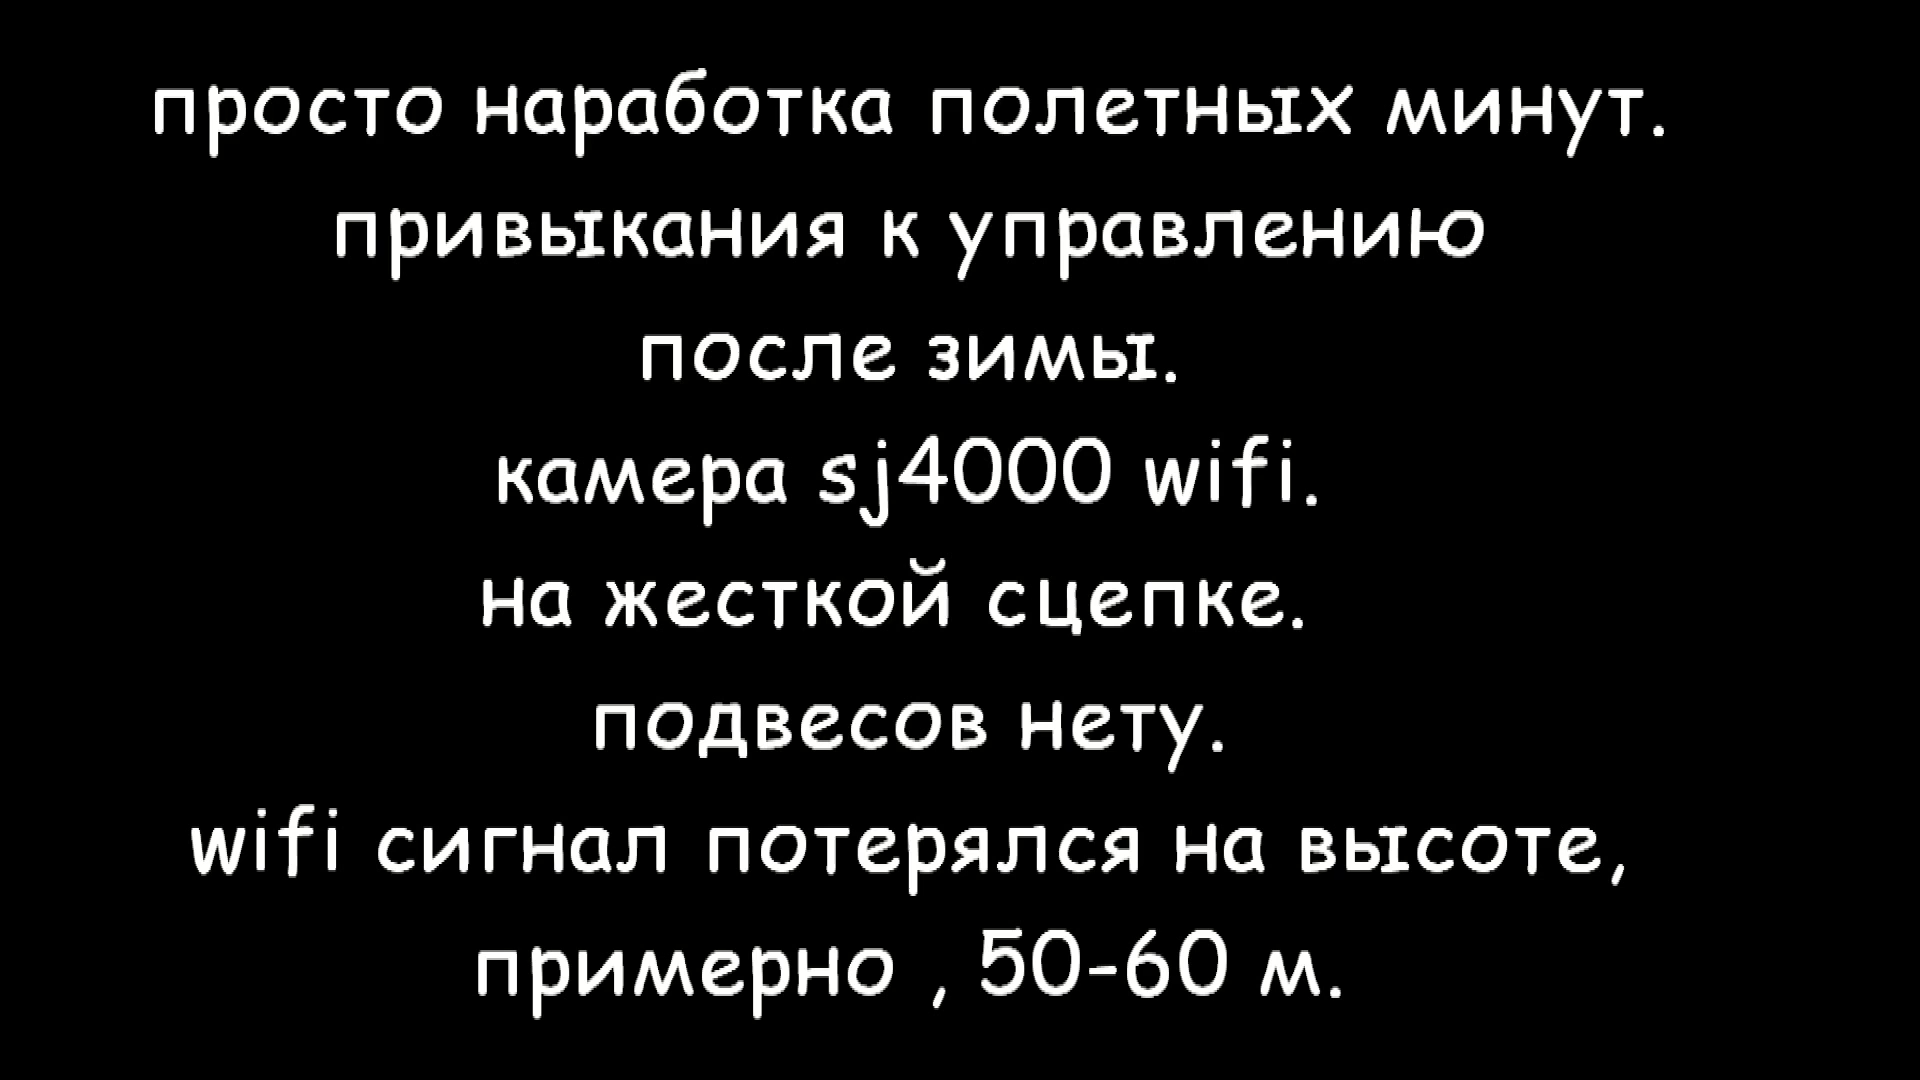 просто наработка полетных минут.
привыкания к управлению
после зимы.
камера sj4000 wifi.
на жесткой сцепке.
подвесов нету.
wifi сигнал потерялся на высоте,
примерно , 50-60 м.